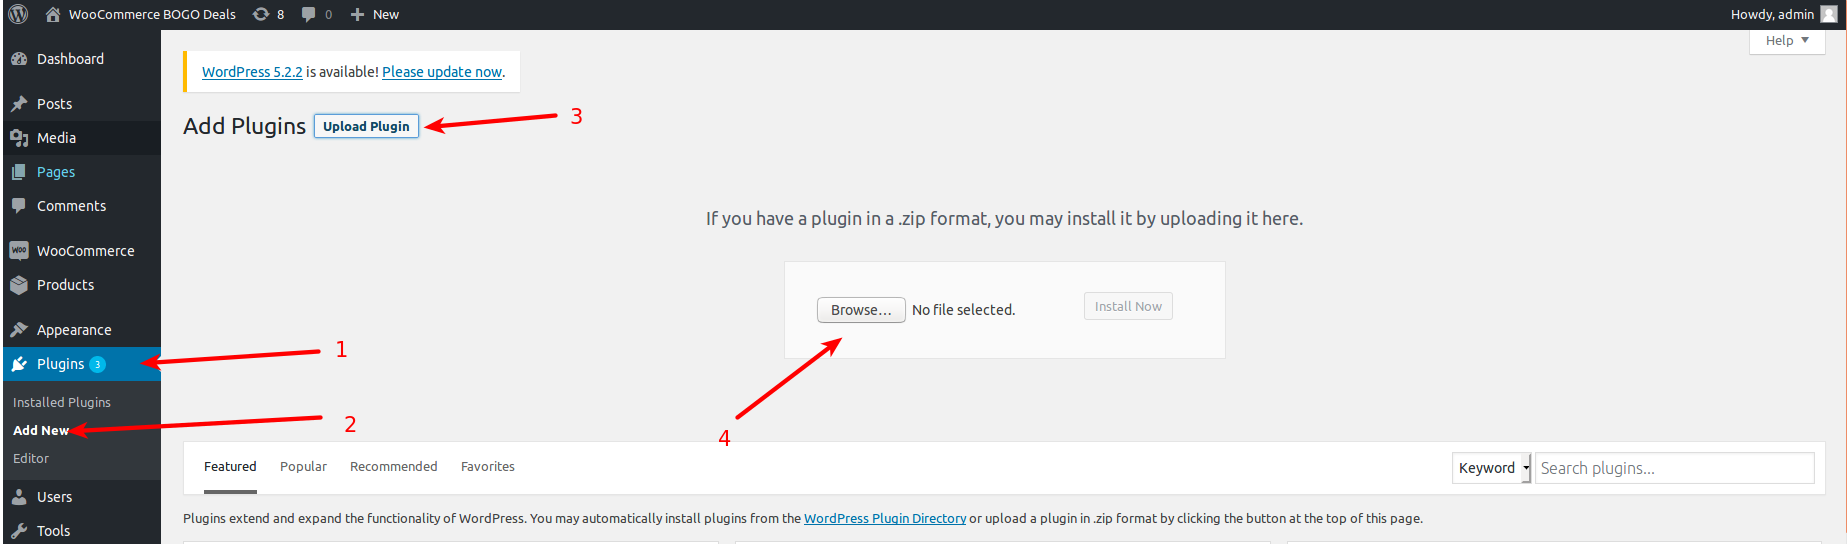 WooCommerce BOGO Deals 8 0 New Howdy, admin
Help
Dashboard
Posts
Media
Pages
Comments
WooCommerce
Products
Appearance
Plugins 3
Installed Plugins
Add New
Editor
Users
Tools
1
2
WordPress 5.2.2 is available! Please update now.
Add Plugins Upload Plugin 3
If you have a plugin in a .zip format, you may install it by uploading it here.
Browse... No file selected. Install Now
4
Featured Popular Recommended Favorites Keyword Search plugins...
Plugins extend and expand the functionality of WordPress. You may automatically install plugins from the WordPress Plugin Directory or upload a plugin in .zip format by clicking the button at the top of this page.